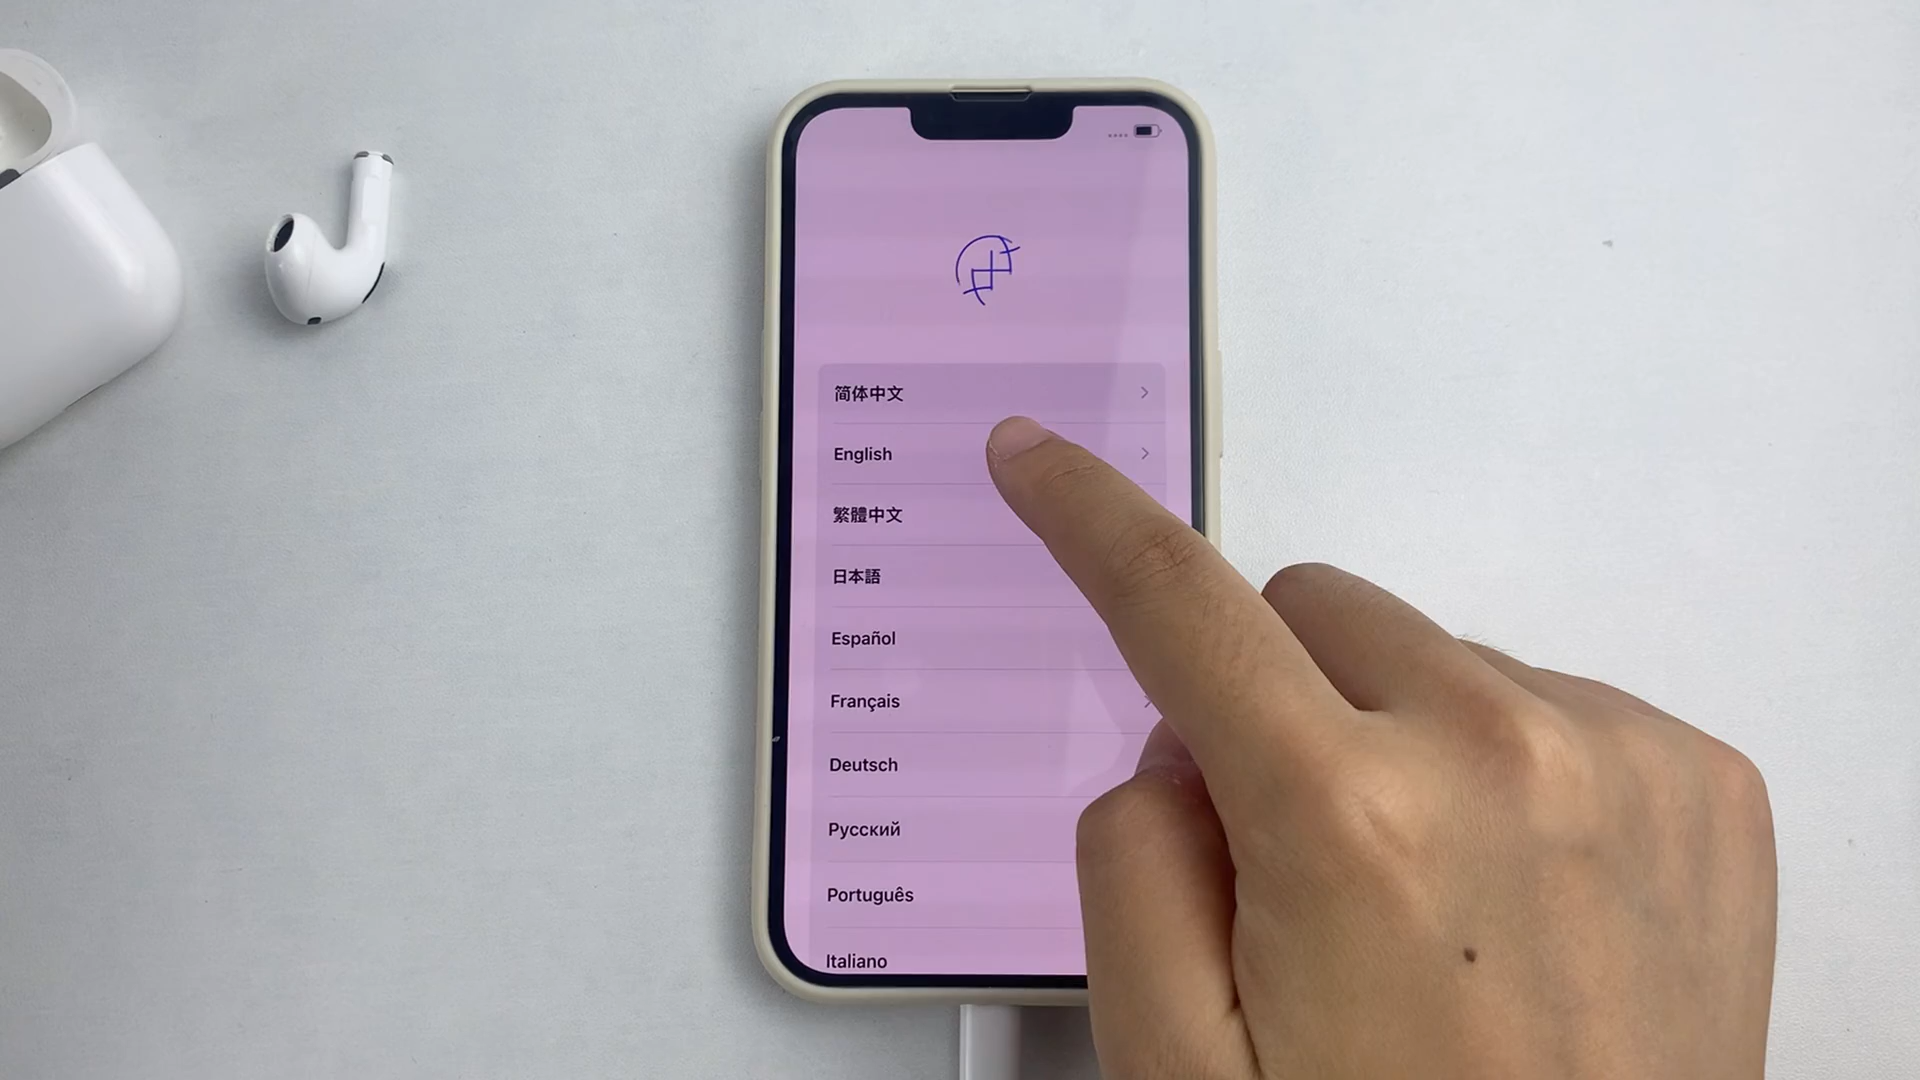 简体中文
English
繁體中文
日本語
Español
Français
Deutsch
Русский
Português
Italiano